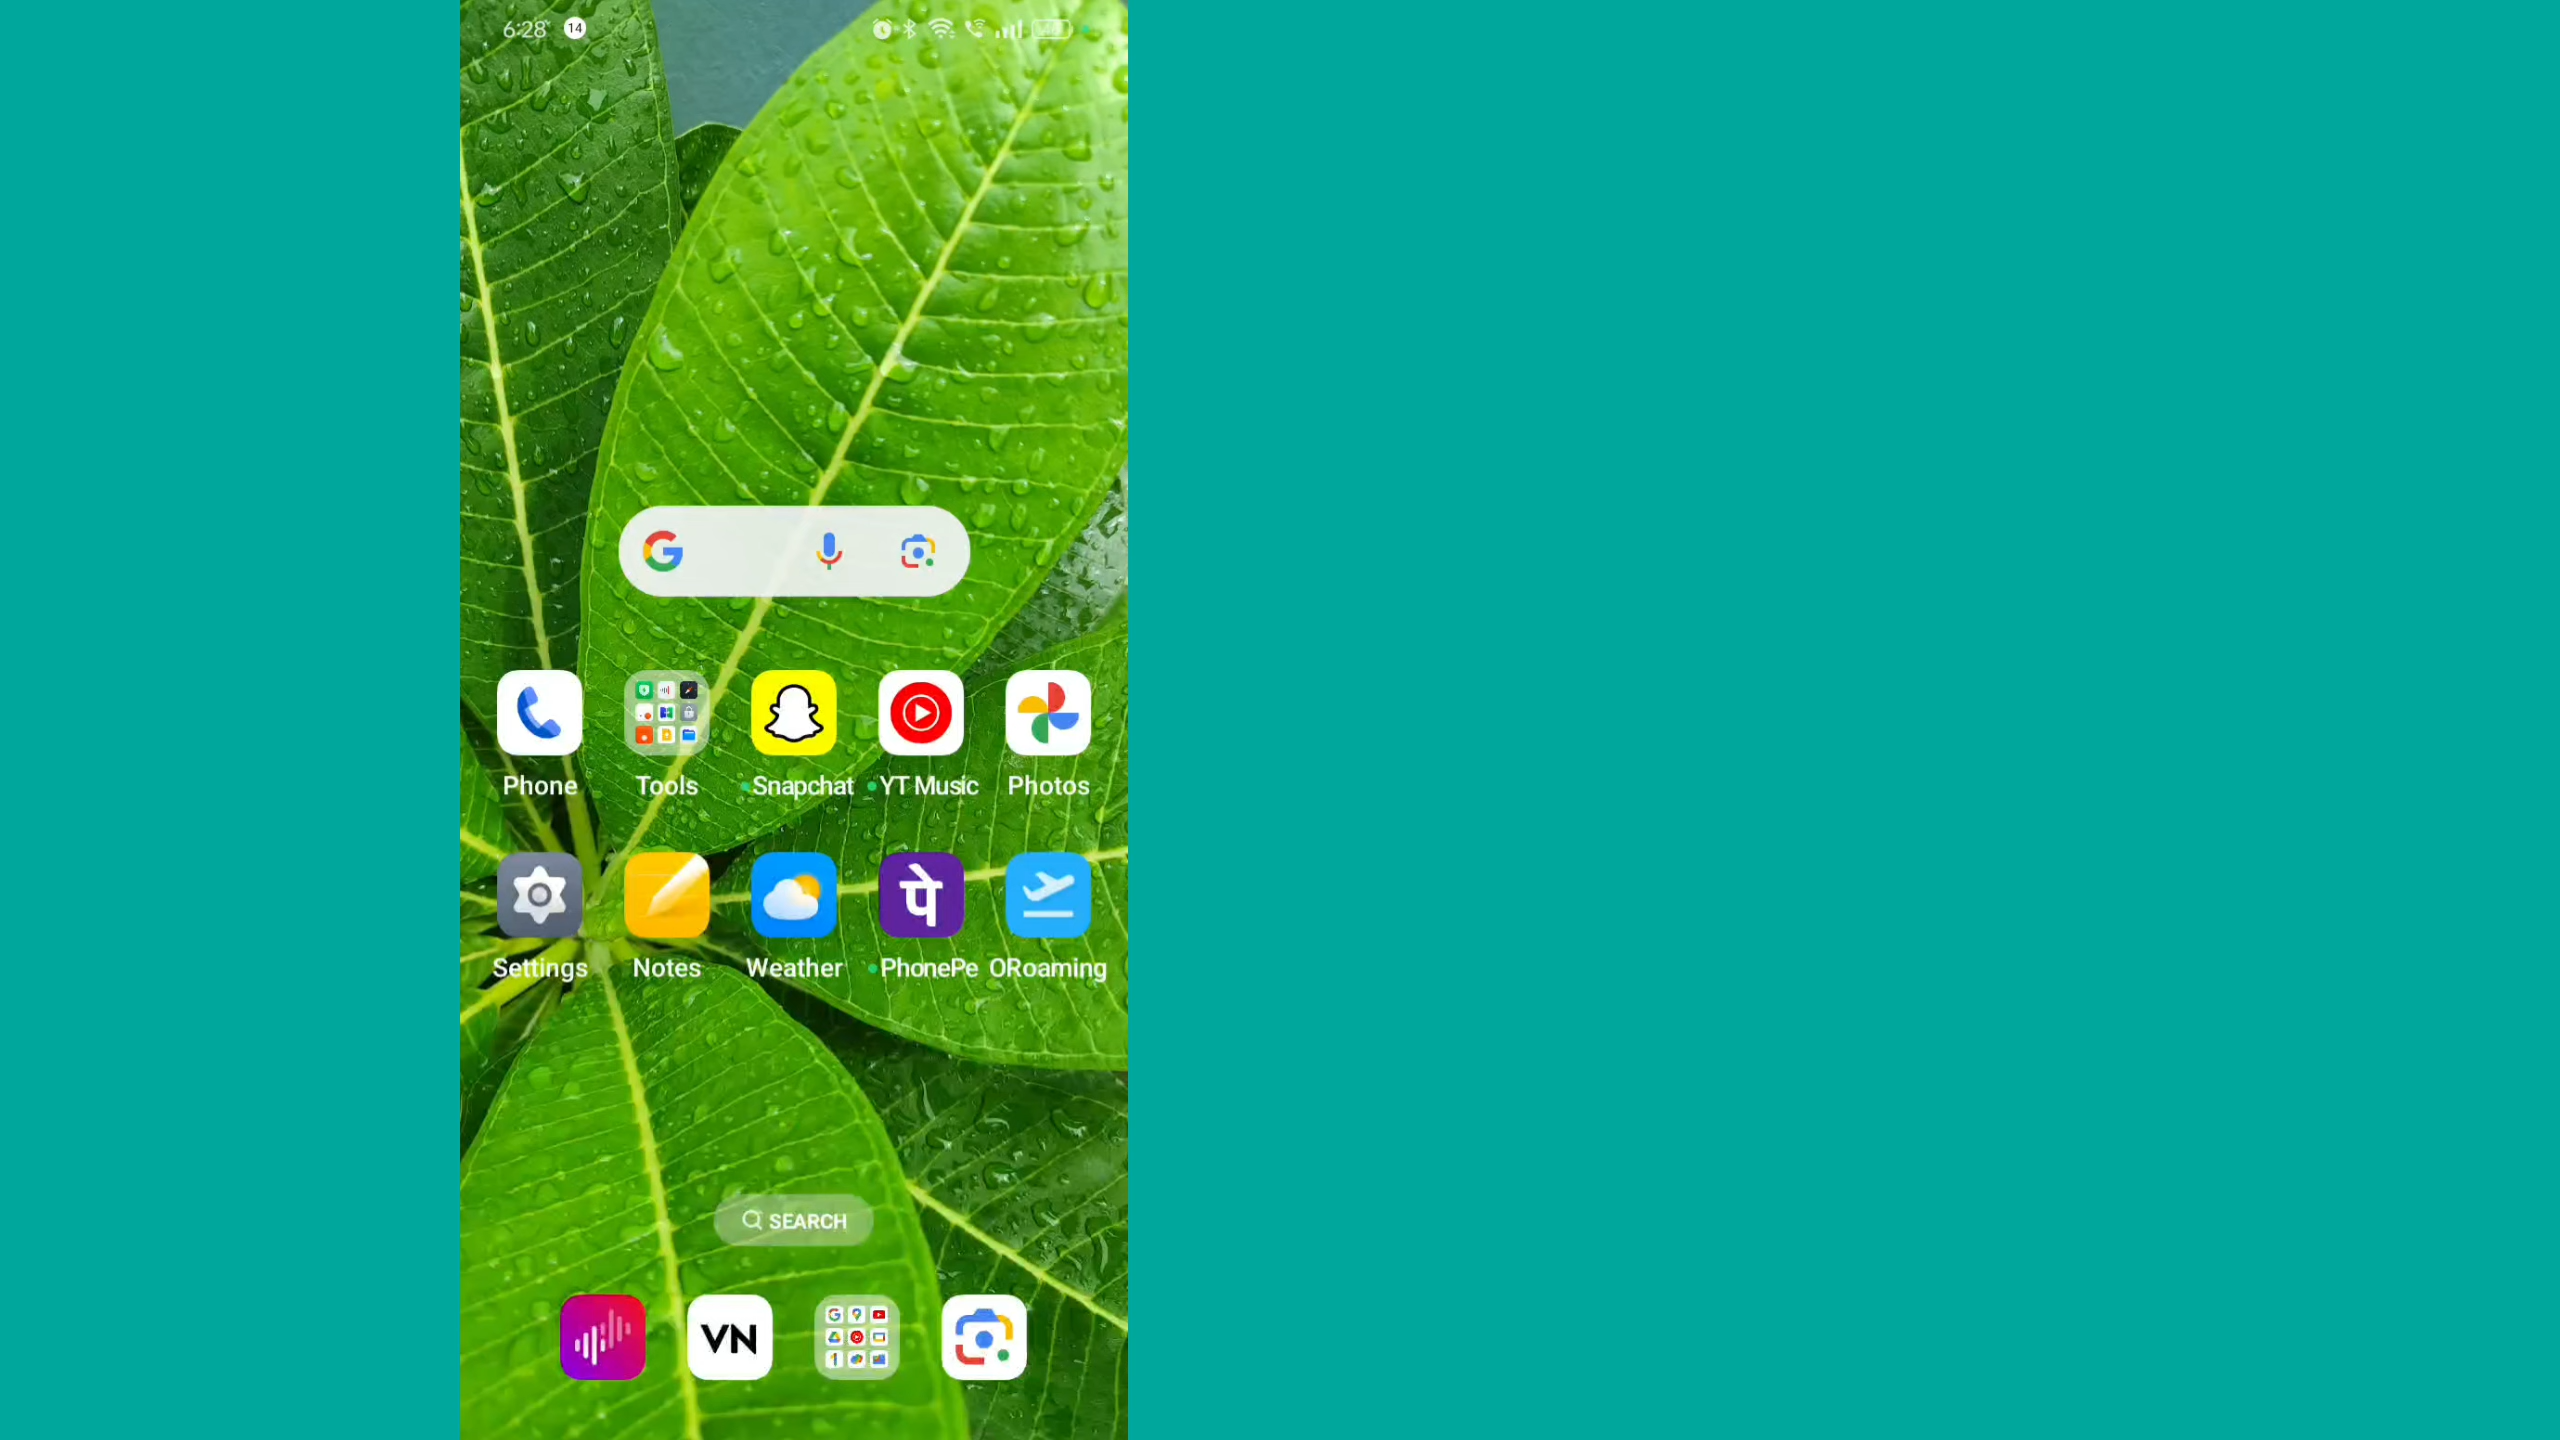 6:28 14
Phone Tools Snapchat YT Music Photos
पे
Settings Notes Weather PhonePe ORoaming
SEARCH
VN